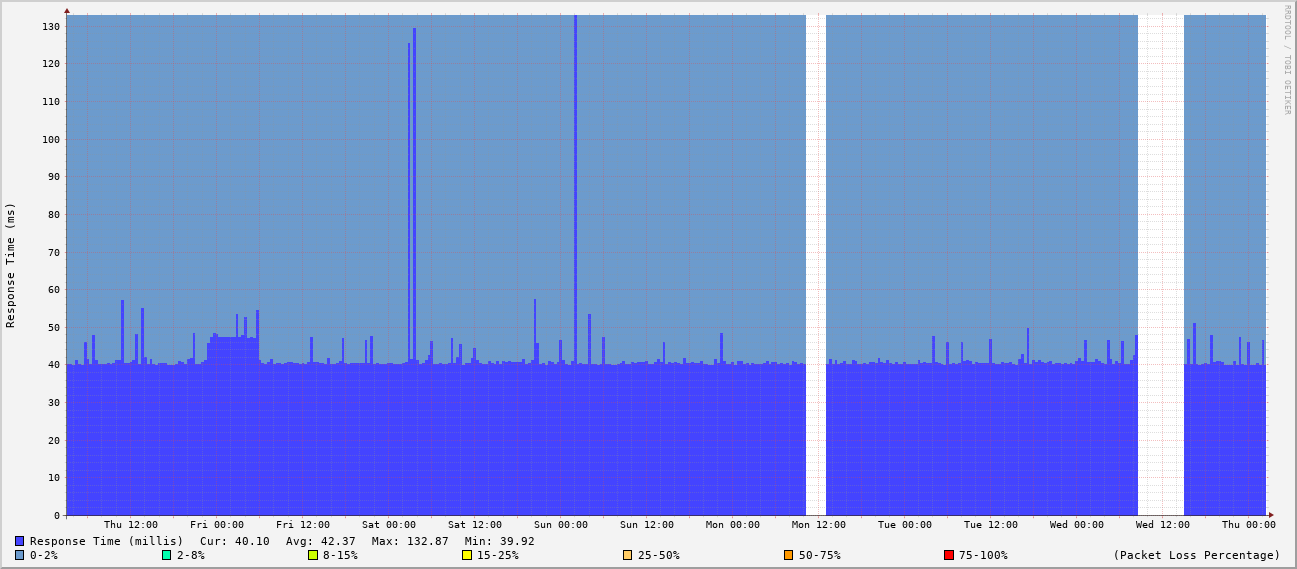 RRDTOOL / TOBI OETIKER
Response Time (ms)
130
120
110
100
90
80
70
60
50
40
30
20
10
0
Thu 12:00 Fri 00:00 Fri 12:00 Sat 00:00 Sat 12:00 Sun 00:00 Sun 12:00 Mon 00:00 Mon 12:00 Tue 00:00 Tue 12:00 Wed 00:00 Wed 12:00 Thu 00:00
Response Time (millis) Cur: 40.10 Avg: 42.37 Max: 132.87 Min: 39.92
0-2% 2-8% 8-15% 15-25% 25-50% 50-75% 75-100% (Packet Loss Percentage)